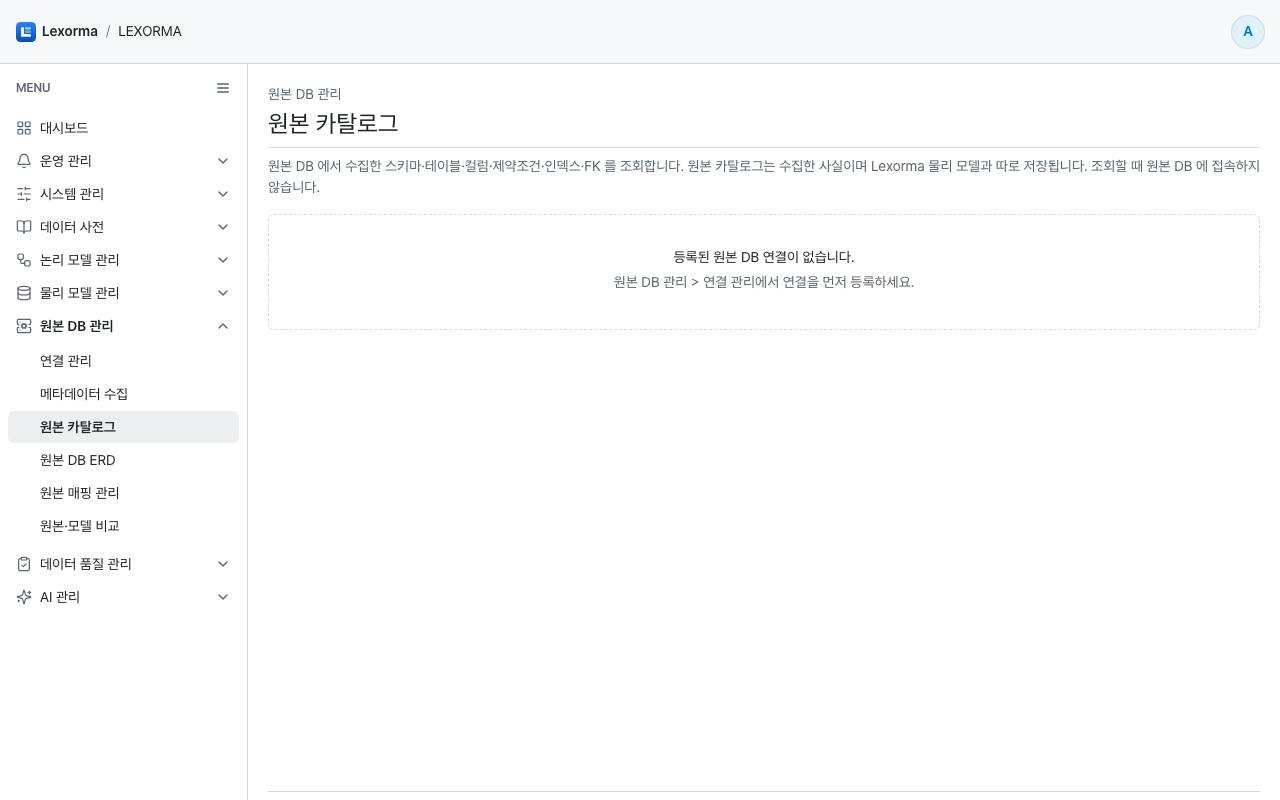 Lexorma / LEXORMA
A
MENU
대시보드
운영 관리
시스템 관리
데이터 사전
논리 모델 관리
물리 모델 관리
원본 DB 관리
연결 관리
메타데이터 수집
원본 카탈로그
원본 DB ERD
원본 매핑 관리
원본·모델 비교
데이터 품질 관리
AI 관리
원본 DB 관리
원본 카탈로그
원본 DB 에서 수집한 스키마·테이블·컬럼·제약조건·인덱스·FK 를 조회합니다. 원본 카탈로그는 수집한 사실이며 Lexorma 물리 모델과 따로 저장됩니다. 조회할 때 원본 DB 에 접속하지
않습니다.
등록된 원본 DB 연결이 없습니다.
원본 DB 관리 > 연결 관리에서 연결을 먼저 등록하세요.